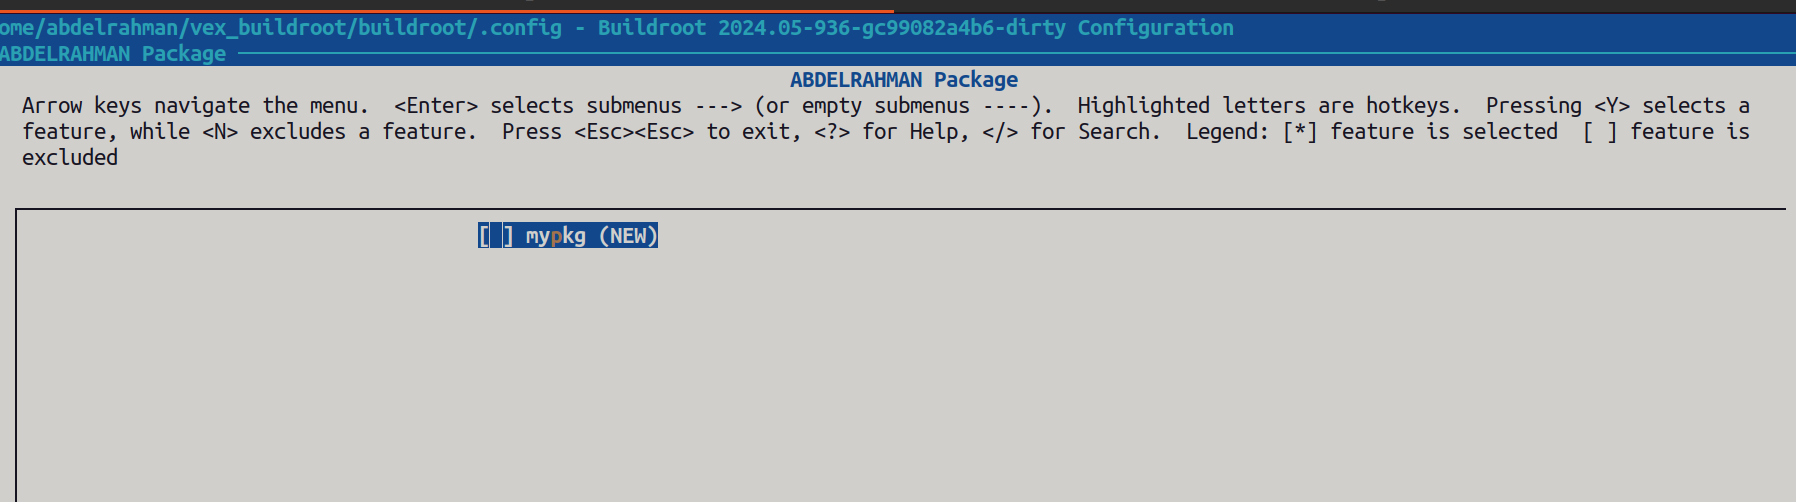 ome/abdelrahman/vex_buildroot/buildroot/.config - Buildroot 2024.05-936-gc99082a4b6-dirty Configuration
ABDELRAHMAN Package
ABDELRAHMAN Package
Arrow keys navigate the menu.  <Enter> selects submenus ---> (or empty submenus ----).  Highlighted letters are hotkeys.  Pressing <Y> selects a
feature, while <N> excludes a feature.  Press <Esc><Esc> to exit, <?> for Help, </> for Search.  Legend: [*] feature is selected  [ ] feature is
excluded
[ ] mypkg (NEW)